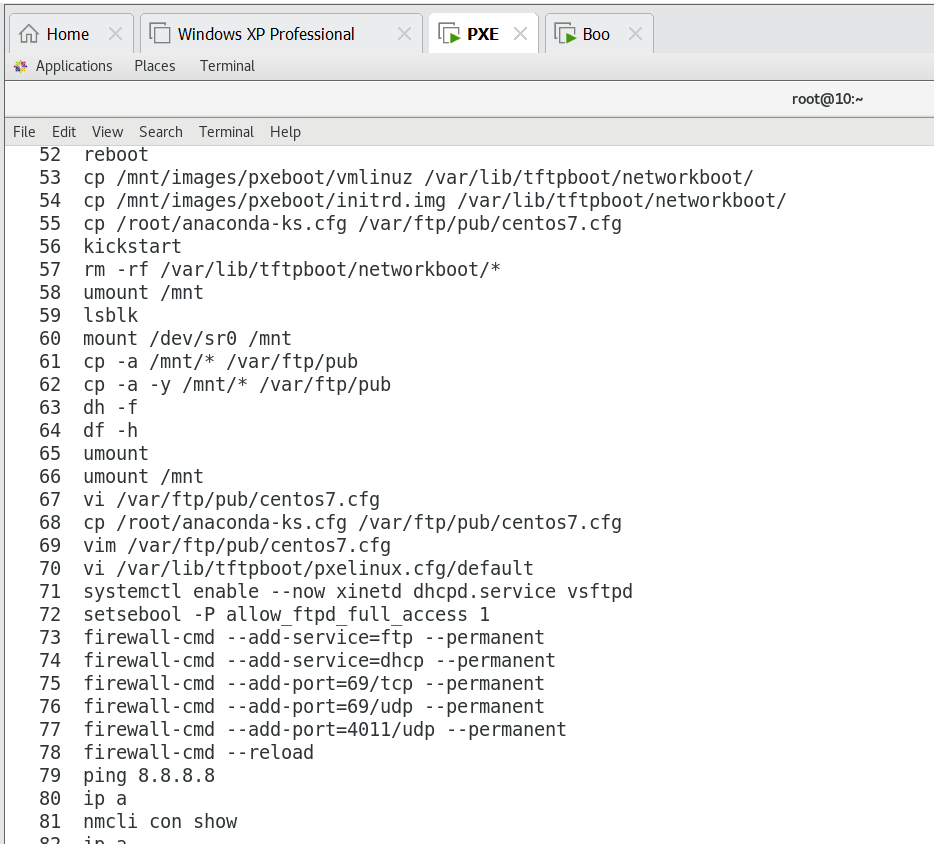 Home
Windows XP Professional
PXE
Boo
Applications Places Terminal
root@10:~
File Edit View Search Terminal Help
52 reboot
53 cp /mnt/images/pxeboot/vmlinuz /var/lib/tftpboot/networkboot/
54 cp /mnt/images/pxeboot/initrd.img /var/lib/tftpboot/networkboot/
55 cp /root/anaconda-ks.cfg /var/ftp/pub/centos7.cfg
56 kickstart
57 rm -rf /var/lib/tftpboot/networkboot/*
58 umount /mnt
59 lsblk
60 mount /dev/sr0 /mnt
61 cp -a /mnt/* /var/ftp/pub
62 cp -a -y /mnt/* /var/ftp/pub
63 dh -f
64 df -h
65 umount
66 umount /mnt
67 vi /var/ftp/pub/centos7.cfg
68 cp /root/anaconda-ks.cfg /var/ftp/pub/centos7.cfg
69 vim /var/ftp/pub/centos7.cfg
70 vi /var/lib/tftpboot/pxelinux.cfg/default
71 systemctl enable --now xinetd dhcpd.service vsftpd
72 setsebool -P allow_ftpd_full_access 1
73 firewall-cmd --add-service=ftp --permanent
74 firewall-cmd --add-service=dhcp --permanent
75 firewall-cmd --add-port=69/tcp --permanent
76 firewall-cmd --add-port=69/udp --permanent
77 firewall-cmd --add-port=4011/udp --permanent
78 firewall-cmd --reload
79 ping 8.8.8.8
80 ip a
81 nmcli con show
82 ip a